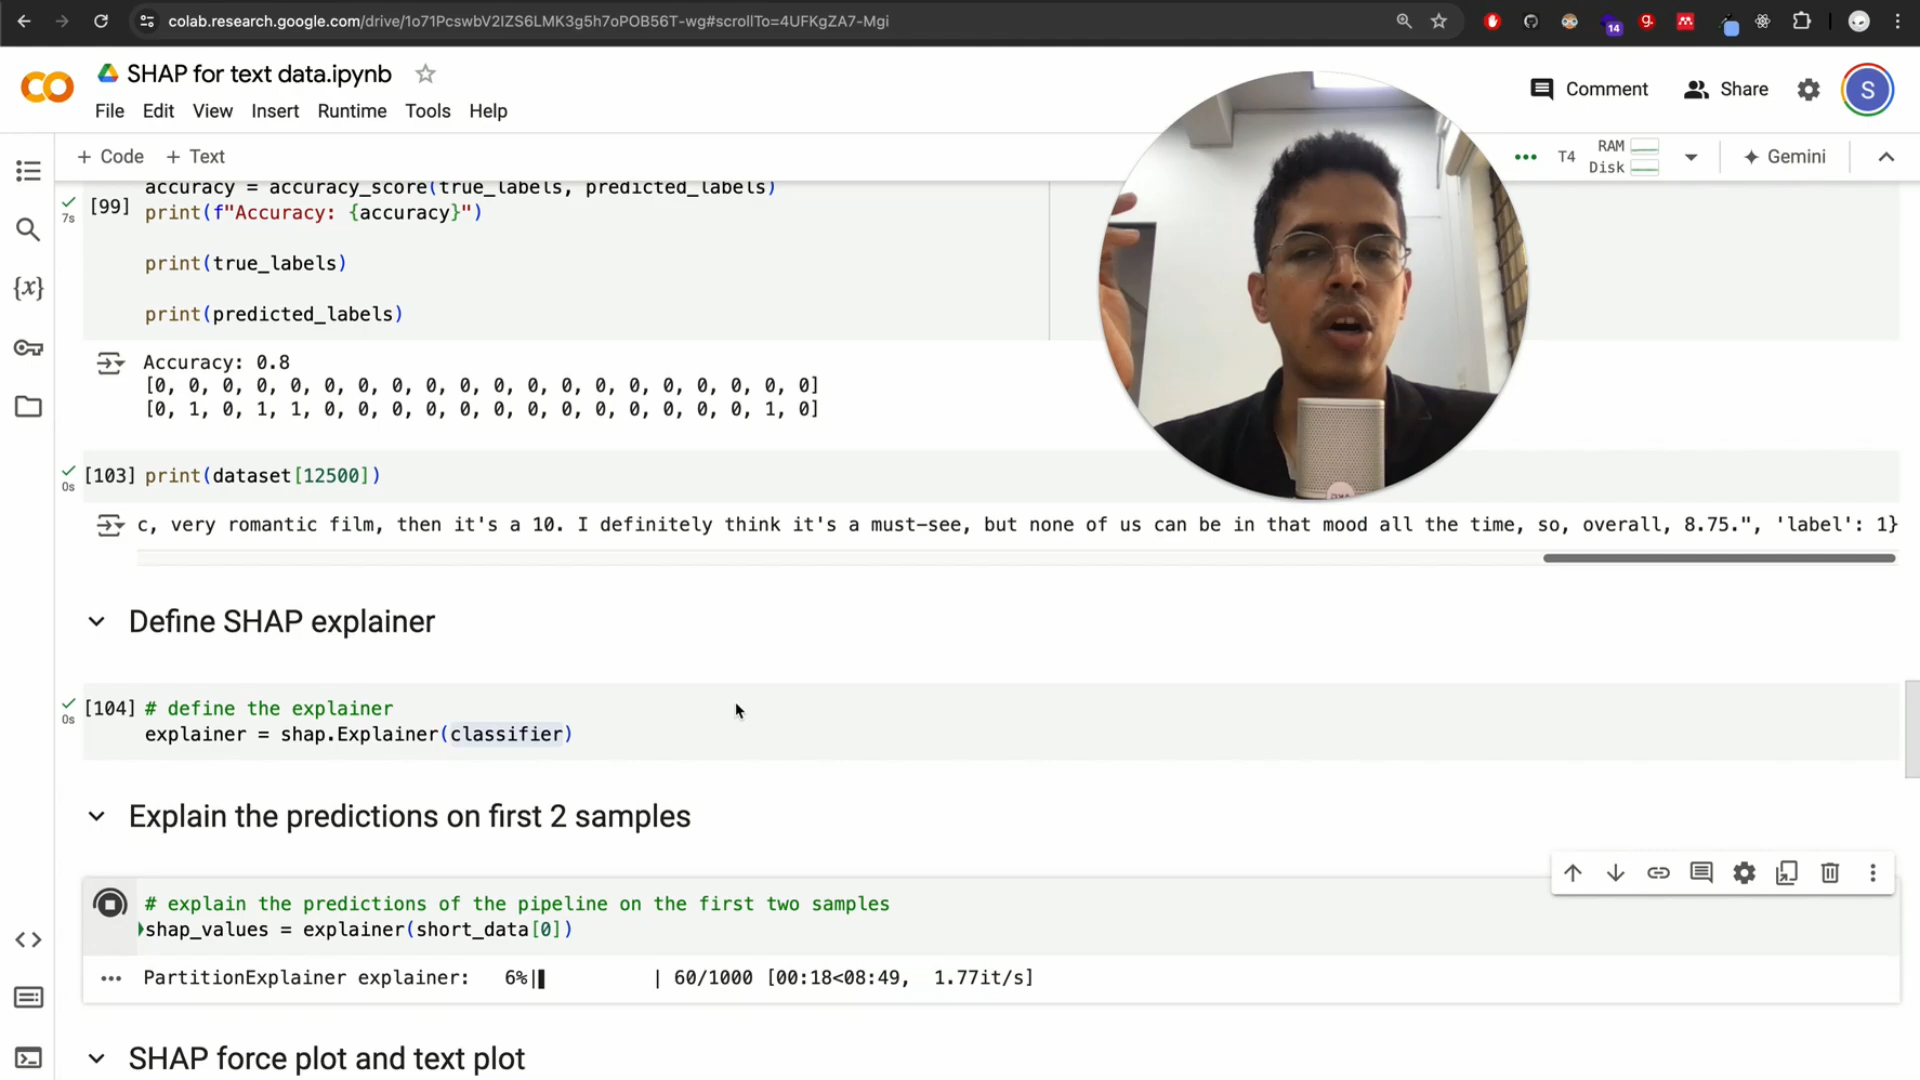 colab.research.google.com/drive/1o71PcswbV2IZS6LMK3g5h7oPOB56T-wg#scrollTo=4UFKgZA7-Mgi
14
SHAP for text data.ipynb
File Edit View Insert Runtime Tools Help
Comment
Share
S
+ Code + Text
T4
RAM
Disk
Gemini
accuracy = accuracy_score(true_labels, predicted_labels)
[99] print(f"Accuracy: {accuracy}")
7s
print(true_labels)
print(predicted_labels)
Accuracy: 0.8
[0, 0, 0, 0, 0, 0, 0, 0, 0, 0, 0, 0, 0, 0, 0, 0, 0, 0, 0, 0]
[0, 1, 0, 1, 1, 0, 0, 0, 0, 0, 0, 0, 0, 0, 0, 0, 0, 0, 1, 0]
[103] print(dataset[12500])
0s
c, very romantic film, then it's a 10. I definitely think it's a must-see, but none of us can be in that mood all the time, so, overall, 8.75.", 'label': 1}
Define SHAP explainer
[104] # define the explainer
0s
explainer = shap.Explainer(classifier)
Explain the predictions on first 2 samples
# explain the predictions of the pipeline on the first two samples
shap_values = explainer(short_data[0])
PartitionExplainer explainer: 6%| | 60/1000 [00:18<08:49, 1.77it/s]
SHAP force plot and text plot